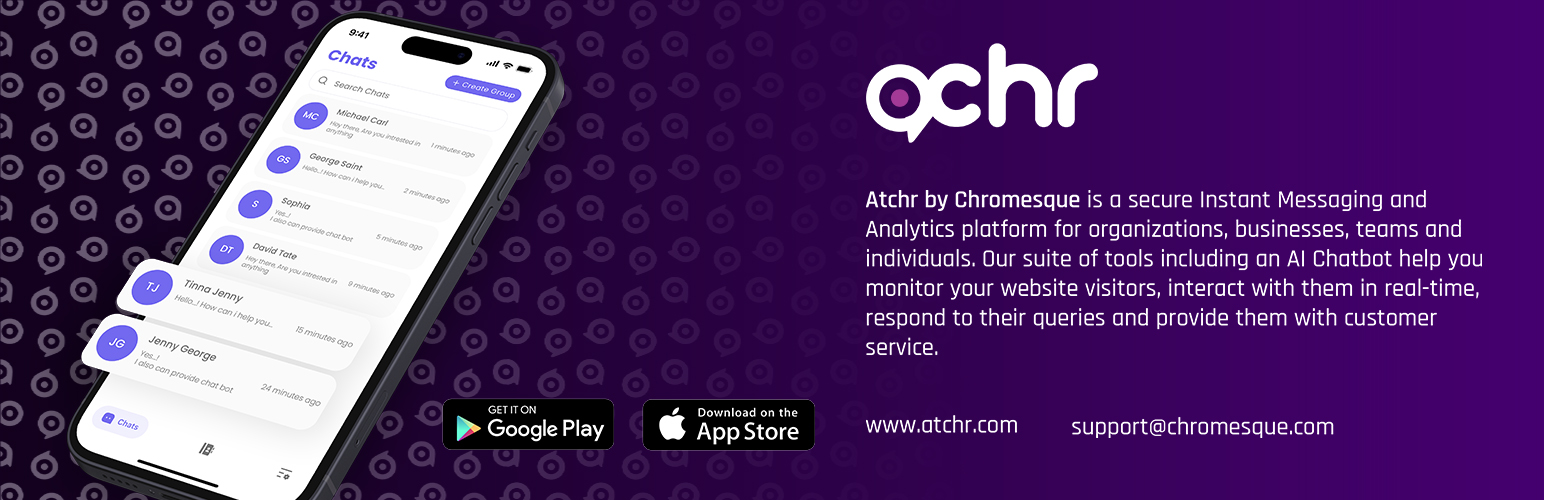 9:41
Chats
+ Create Group
Search Chats
MC
Michael Carl
Hey there, Are you intrested in
anything
1 minutes ago
GS
George Saint
Hello..! How can i help you..
2 minutes ago
S
Sophia
Yes..!
I also can provide chat bot
5 minutes ago
DT
David Tate
Hey there, Are you intrested in
anything
9 minutes ago
TJ
Tinna Jenny
Hello..! How can i help you..
15 minutes ago
JG
Jenny George
Yes..!
I also can provide chat bot
24 minutes ago
Chats
GET IT ON
Google Play
Download on the
App Store
achr
Atchr by Chromesque is a secure Instant Messaging and
Analytics platform for organizations, businesses, teams and
individuals. Our suite of tools including an AI Chatbot help you
monitor your website visitors, interact with them in real-time,
respond to their queries and provide them with customer
service.
www.atchr.com
support@chromesque.com